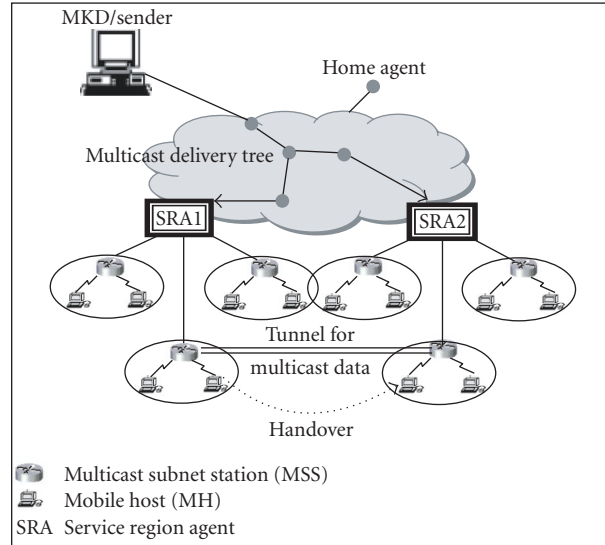 MKD/sender
Home agent
Multicast delivery tree
SRA1
SRA2
Tunnel for
multicast data
Handover
Multicast subnet station (MSS)
Mobile host (MH)
SRA Service region agent